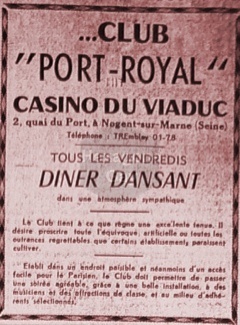 ...CLUB
"PORT-ROYAL"
CASINO DU VIADUC
2, quai du Port, à Nogent-sur-Marne (Seine)
Téléphone : TREmblay 01-78
TOUS LES VENDREDIS
DINER DANSANT
dans une atmosphère sympathique
Le Club tient à ce que règne une excellente tenue. Il
désire proscrire toute l'équivoque artificielle ou toutes les
outrances regrettables que certains établissements paraissent
cultiver.
Etabli dans un endroit paisible et néanmoins d'un accès
facile pour le Parisien, le Club doit permettre de passer
une soirée agréable, grâce à une belle installation, à des
musiciens et des attractions de classe, et au milieu d'adhé-
rents sélectionnés.